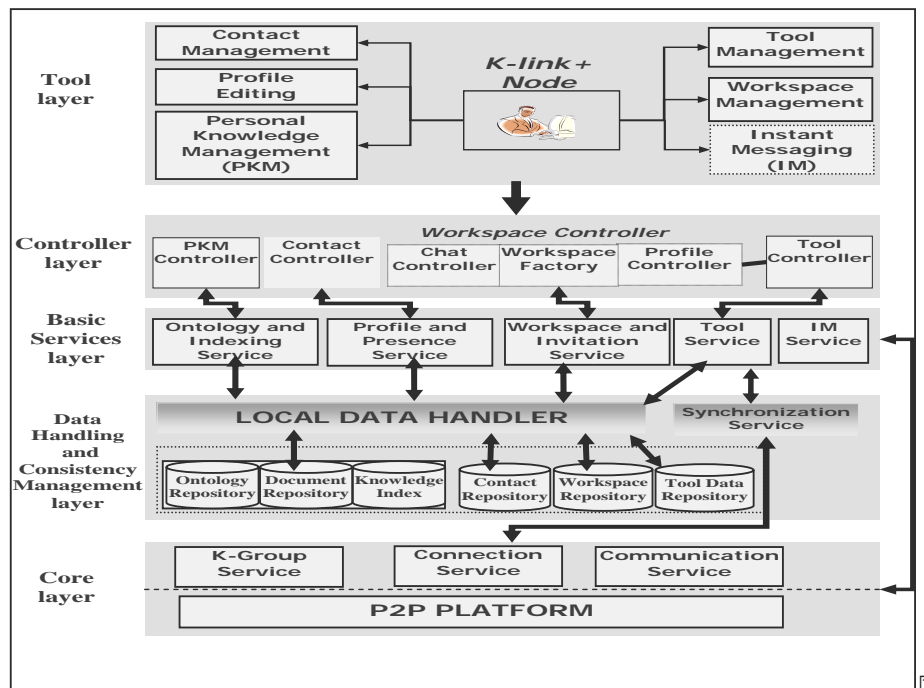 Tool
layer
Contact
Management
Profile
Editing
Personal
Knowledge
Management
(PKM)
K-link+
Node
Tool
Management
Workspace
Management
Instant
Messaging
(IM)
Controller
layer
Workspace Controller
PKM
Controller
Contact
Controller
Chat
Controller
Workspace
Factory
Profile
Controller
Tool
Controller
Basic
Services
layer
Ontology and
Indexing
Service
Profile and
Presence
Service
Workspace and
Invitation
Service
Tool
Service
IM
Service
Data
Handling
and
Consistency
Management
layer
LOCAL DATA HANDLER
Synchronization
Service
Ontology
Repository
Document
Repository
Knowledge
Index
Contact
Repository
Workspace
Repository
Tool Data
Repository
Core
layer
K-Group
Service
Connection
Service
Communication
Service
P2P PLATFORM